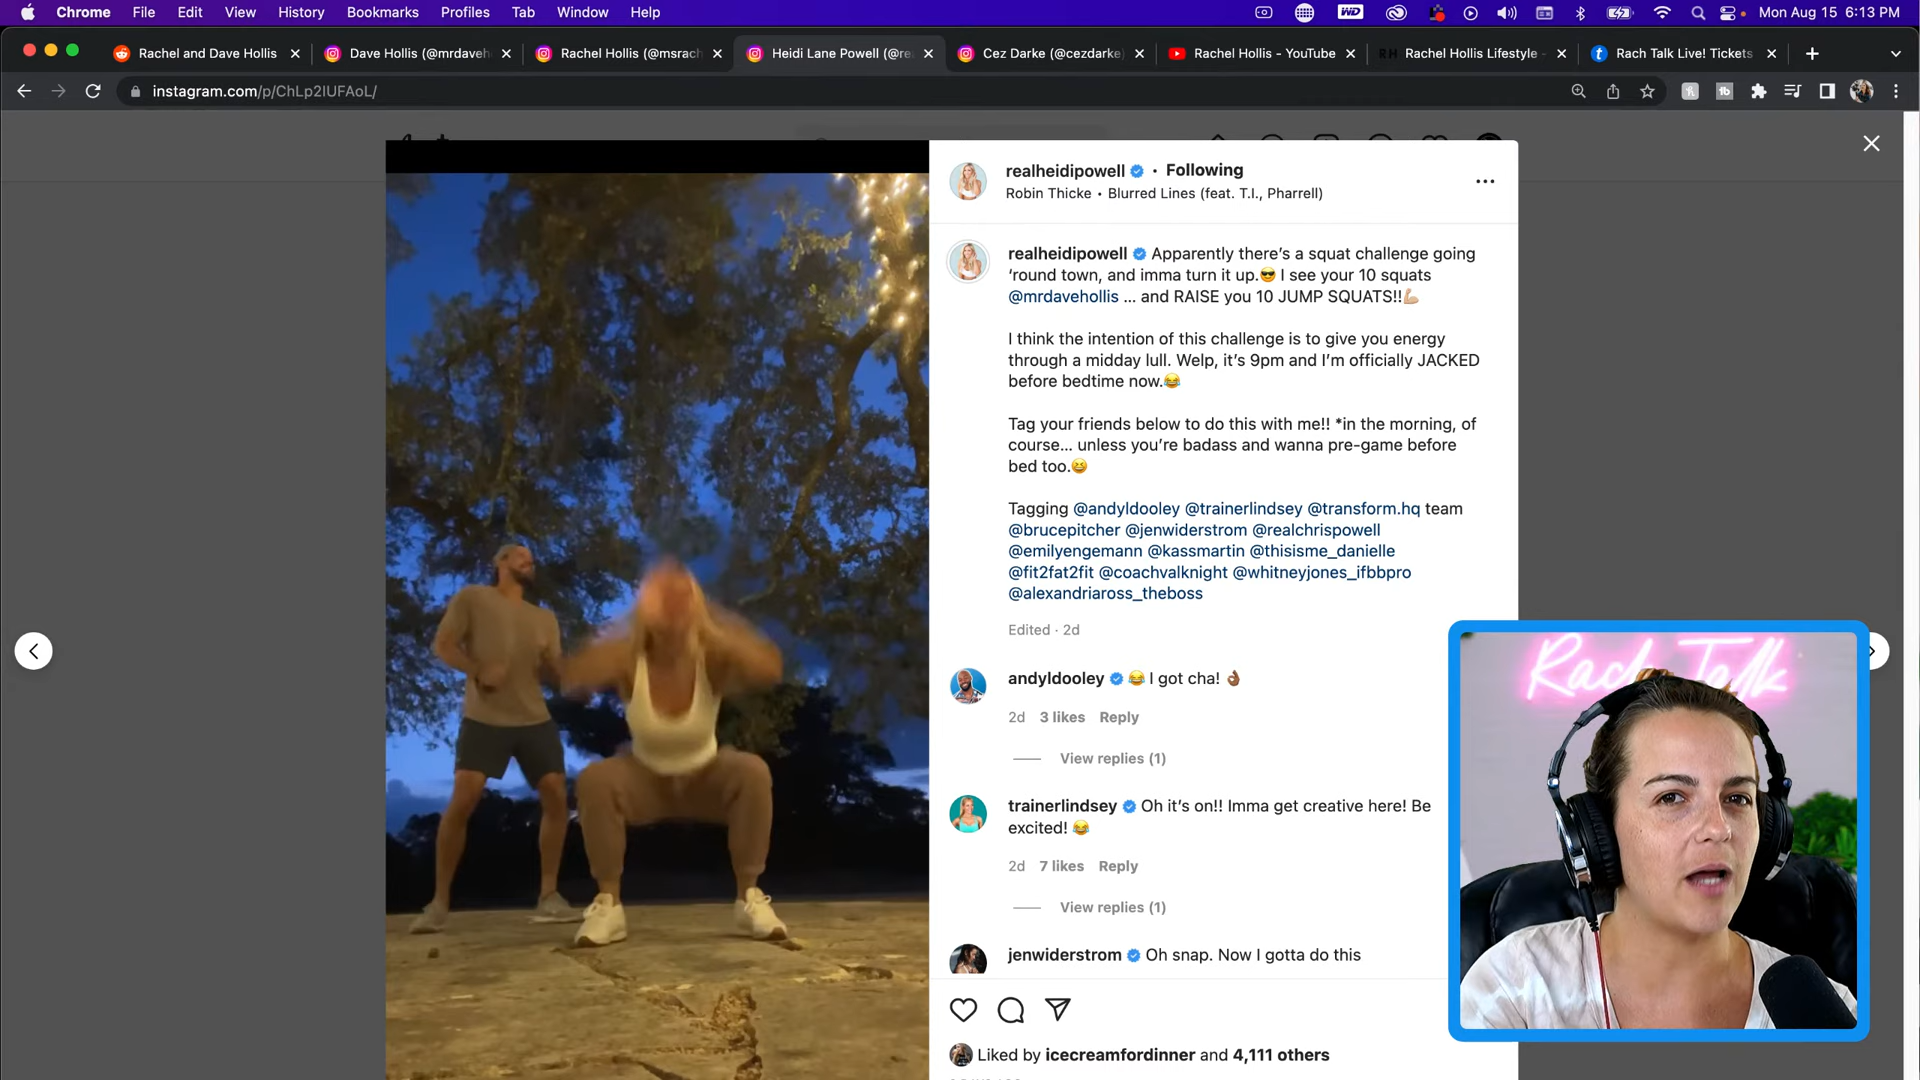 Chrome File Edit View History Bookmarks Profiles Tab Window Help
WD
Mon Aug 15 6:13 PM
Rachel and Dave Hollis
Dave Hollis (@mrdaveh
Rachel Hollis (@msrach
Heidi Lane Powell (@re
Cez Darke (@cezdarke)
Rachel Hollis - YouTube
RH
Rachel Hollis Lifestyle -
Rach Talk Live! Tickets
instagram.com/p/ChLp2IUFAoL/
realheidipowell • Following
Robin Thicke • Blurred Lines (feat. T.I., Pharrell)
realheidipowell Apparently there’s a squat challenge going
‘round town, and imma turn it up.😎 I see your 10 squats
@mrdavehollis ... and RAISE you 10 JUMP SQUATS!!💪🏼
I think the intention of this challenge is to give you energy
through a midday lull. Welp, it’s 9pm and I’m officially JACKED
before bedtime now.😂
Tag your friends below to do this with me!! *in the morning, of
course... unless you’re badass and wanna pre-game before
bed too.😆
Tagging @andyldooley @trainerlindsey @transform.hq team
@brucepitcher @jenwiderstrom @realchrispowell
@emilyengemann @kassmartin @thisisme_danielle
@fit2fat2fit @coachvalknight @whitneyjones_ifbbpro
@alexandriaross_theboss
Edited · 2d
andyldooley 😂 I got cha! 👌🏾
2d 3 likes Reply
View replies (1)
trainerlindsey Oh it’s on!! Imma get creative here! Be
excited! 😂
2d 7 likes Reply
View replies (1)
jenwiderstrom Oh snap. Now I gotta do this
Liked by icecreamfordinner and 4,111 others
Rach Talk